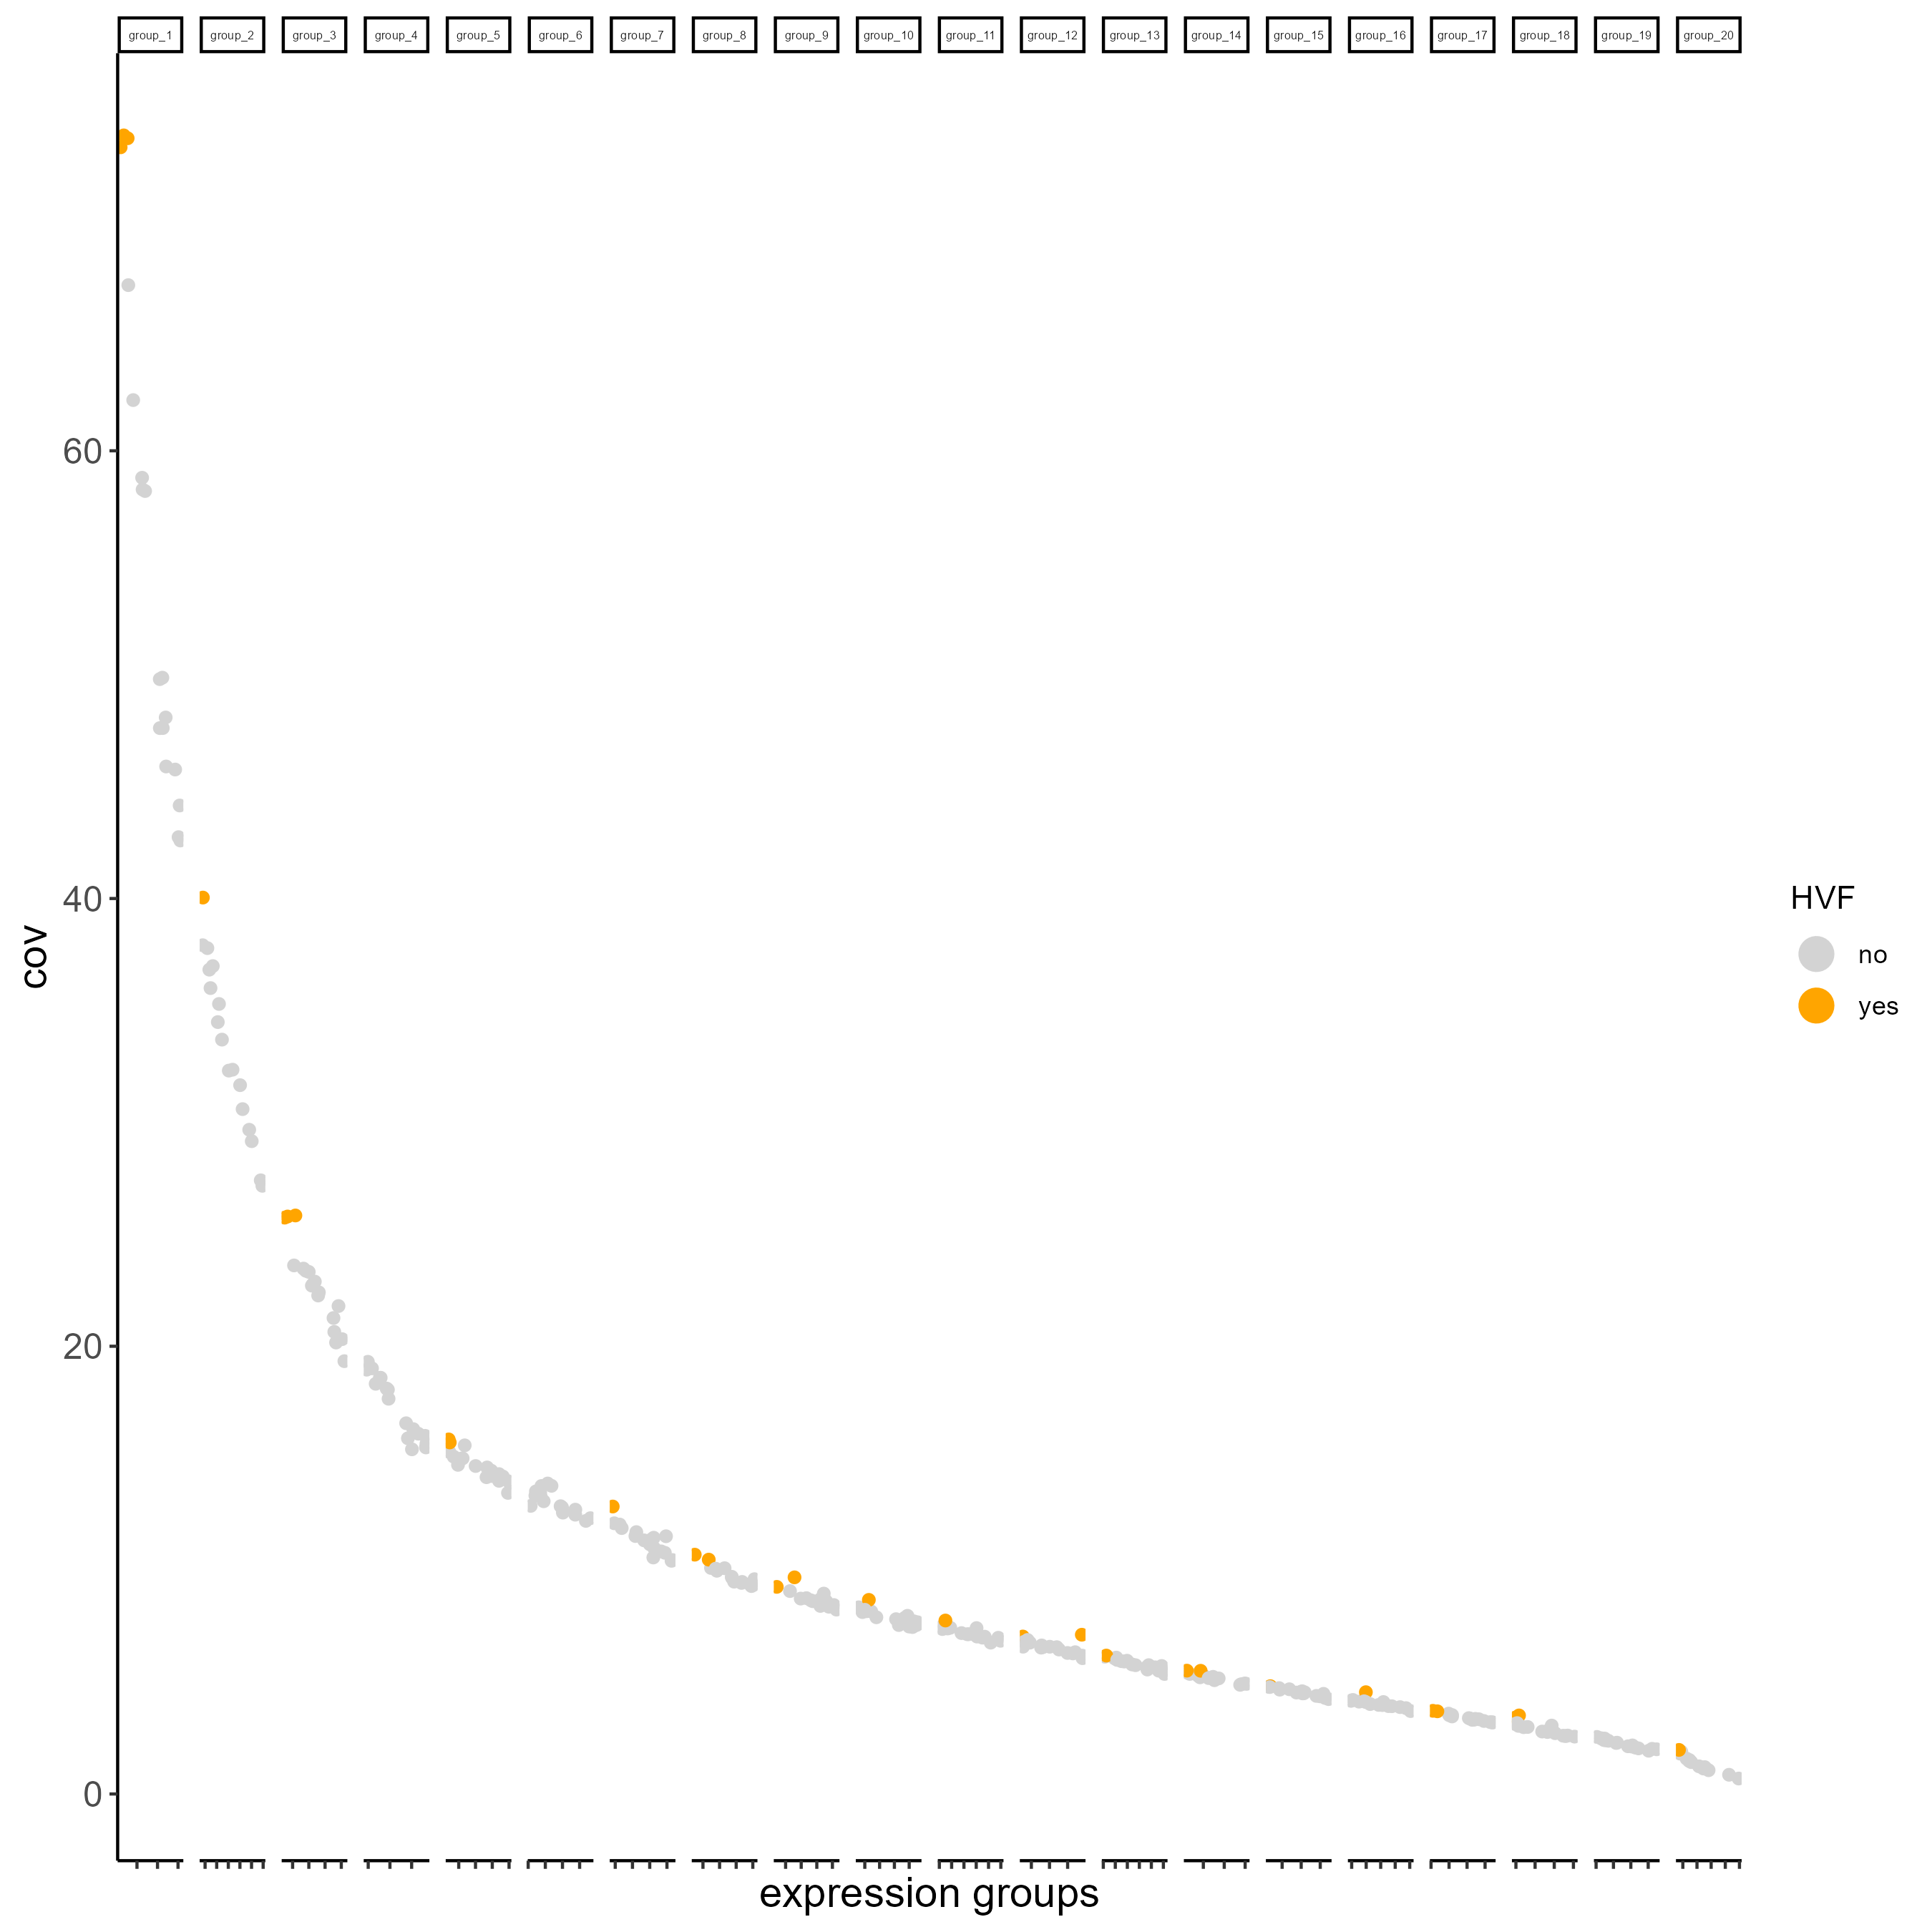 group_1 group_2 group_3 group_4 group_5 group_6 group_7 group_8 group_9 group_10 group_11 group_12 group_13 group_14 group_15 group_16 group_17 group_18 group_19 group_20
60
40
20
0
cov
expression groups
HVF
no
yes